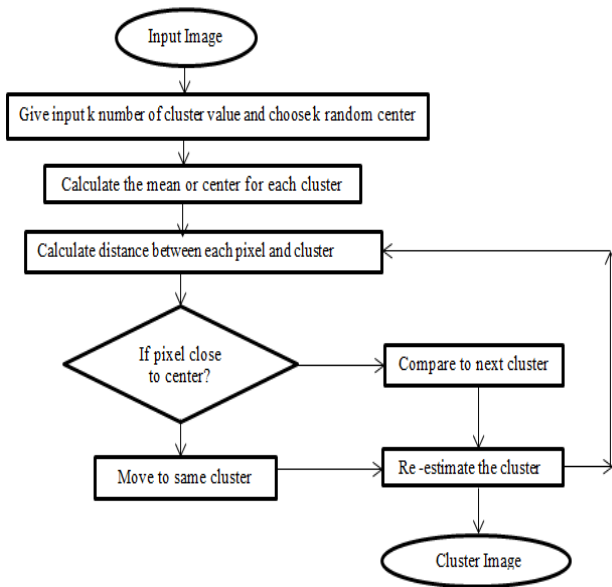 Input Image
Give input k number of cluster value and choose k random center
Calculate the mean or center for each cluster
Calculate distance between each pixel and cluster
If pixel close
to center?
Compare to next cluster
Move to same cluster
Re -estimate the cluster
Cluster Image